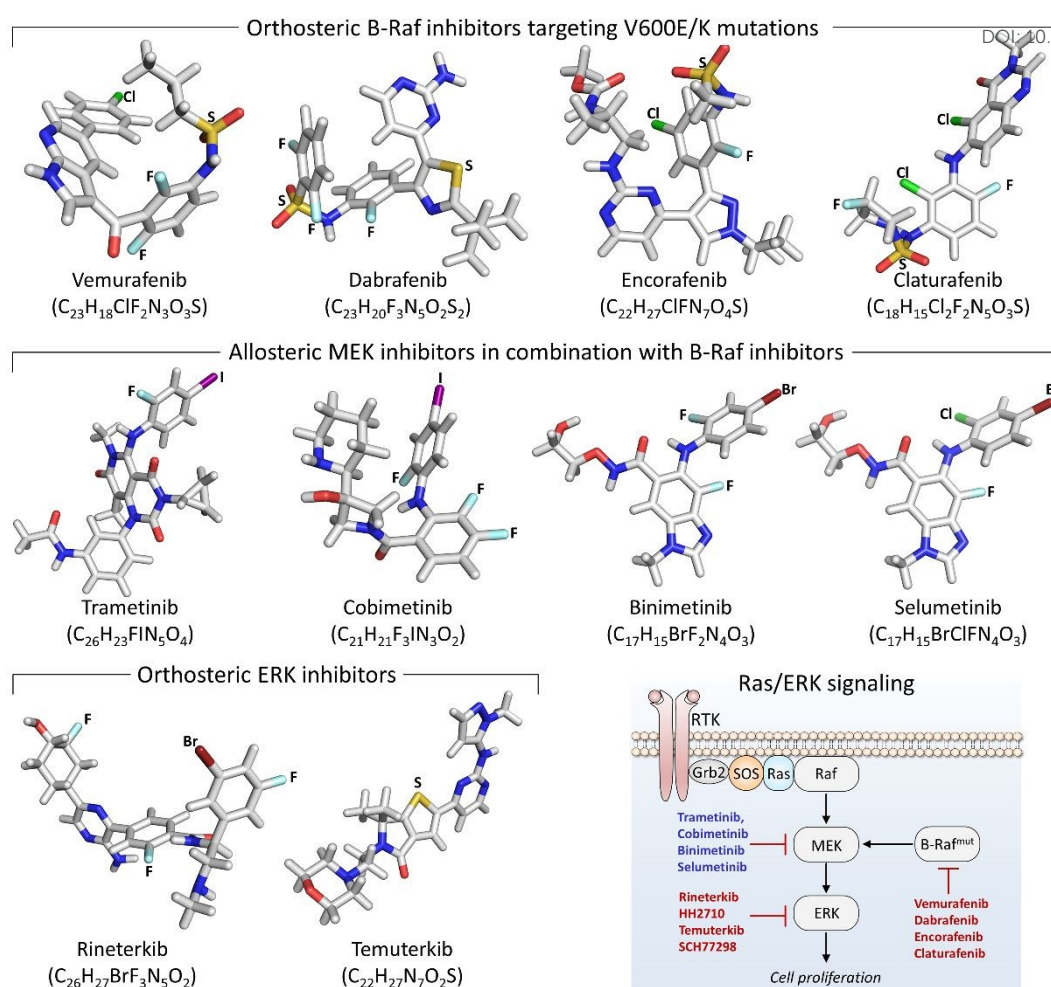 Orthosteric B-Raf inhibitors targeting V600E/K mutations
DOI: 10.
Cl
S
F
F
F
S
S
F
F
O
S
Cl
F
Cl
Cl
F
F
S
Vemurafenib
(C₂₃H₁₈ClF₂N₃O₃S)
Dabrafenib
(C₂₃H₂₀F₃N₅O₂S₂)
Encorafenib
(C₂₂H₂₇ClFN₇O₄S)
Claturafenib
(C₁₈H₁₅Cl₂F₂N₅O₃S)
Allosteric MEK inhibitors in combination with B-Raf inhibitors
F
I
I
F
F
F
F
Br
F
Cl
B
F
Trametinib
(C₂₆H₂₃FIN₅O₄)
Cobimetinib
(C₂₁H₂₁F₃IN₃O₂)
Binimetinib
(C₁₇H₁₅BrF₂N₄O₃)
Selumetinib
(C₁₇H₁₅BrClFN₄O₃)
Orthosteric ERK inhibitors
F
Br
F
F
S
Rineterkib
(C₂₆H₂₇BrF₃N₅O₂)
Temuterkib
(C₂₂H₂₇N₇O₂S)
Ras/ERK signaling
RTK
Grb2
SOS
Ras
Raf
Trametinib,
Cobimetinib
Binimetinib
Selumetinib
MEK
B-Rafᵐᵘᵗ
Rineterkib
HH2710
Temuterkib
SCH77298
ERK
Vemurafenib
Dabrafenib
Encorafenib
Claturafenib
Cell proliferation